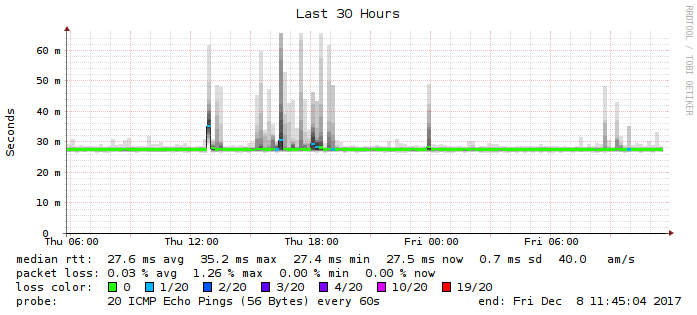 Last 30 Hours
RRDTOOL / TOBI OETIKER
Seconds
60 m
50 m
40 m
30 m
20 m
10 m
0
Thu 06:00 Thu 12:00 Thu 18:00 Fri 00:00 Fri 06:00
median rtt: 27.6 ms avg 35.2 ms max 27.4 ms min 27.5 ms now 0.7 ms sd 40.0 am/s
packet loss: 0.03 % avg 1.26 % max 0.00 % min 0.00 % now
loss color: 0 1/20 2/20 3/20 4/20 10/20 19/20
probe: 20 ICMP Echo Pings (56 Bytes) every 60s end: Fri Dec 8 11:45:04 2017